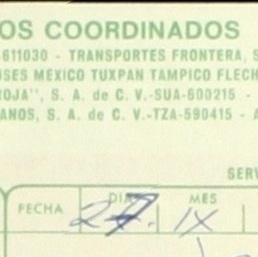 OS COORDINADOS
611030 - TRANSPORTES FRONTERA, S
SES MEXICO TUXPAN TAMPICO FLECH
ROJA", S. A. de C. V.-SUA-600215 -
ANOS, S. A. de C. V.-TZA-590415 - A
SERV
FECHA DIA MES
27. IX